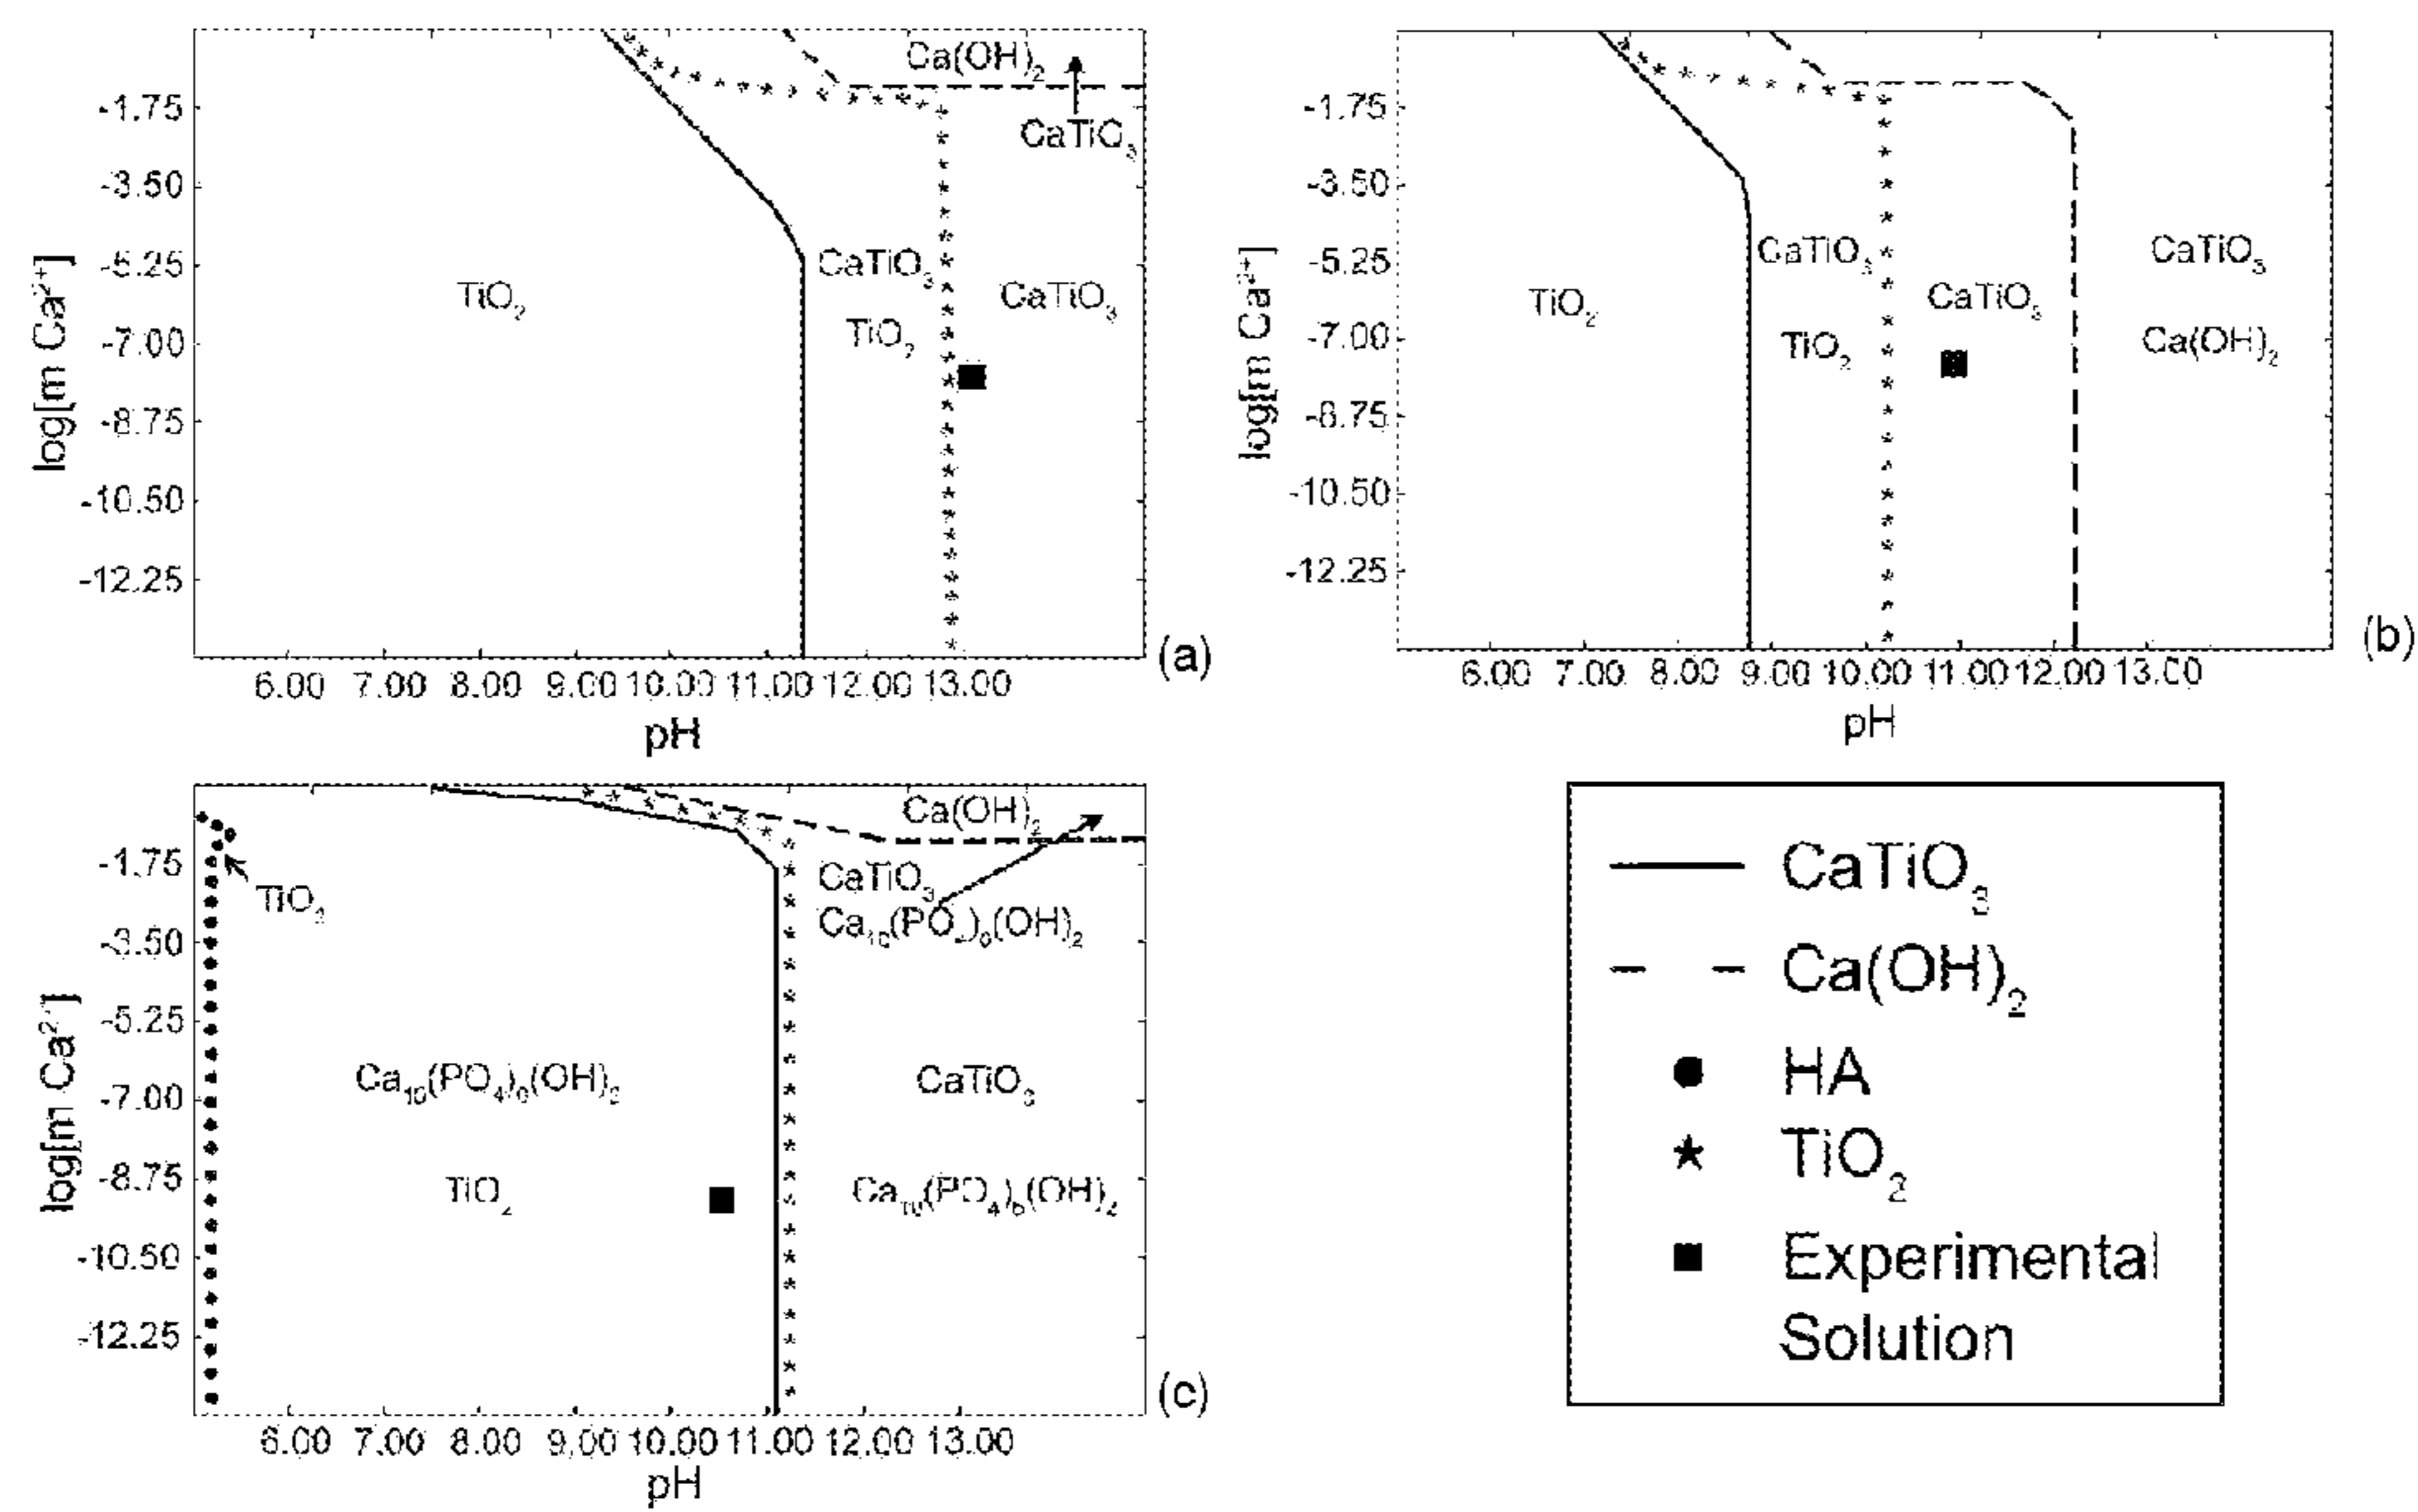 Ca(OH)₂
-1.75
CaTiO₃
-3.50
-5.25
CaTiO₃
TiO₂
CaTiO₃
TiO₂
-7.00
-8.75
-10.50
-12.25
log[m Ca²⁺]
6.00 7.00 8.00 9.00 10.00 11.00 12.00 13.00
pH
(a)
-1.75
-3.50
CaTiO₃
CaTiO₃
-5.25
TiO₂
CaTiO₃
TiO₂
Ca(OH)₂
-7.00
-8.75
-10.50
-12.25
log[m Ca²⁺]
6.00 7.00 8.00 9.00 10.00 11.00 12.00 13.00
pH
(b)
Ca(OH)₂
-1.75
CaTiO₃
TiO₂
Ca₁₀(PO₄)₆(OH)₂
-3.50
-5.25
Ca₁₀(PO₄)₆(OH)₂
CaTiO₃
-7.00
-8.75
TiO₂
Ca₁₀(PO₄)₆(OH)₂
-10.50
-12.25
log[m Ca²⁺]
6.00 7.00 8.00 9.00 10.00 11.00 12.00 13.00
pH
(c)
CaTiO₃
Ca(OH)₂
HA
TiO₂
Experimental
Solution